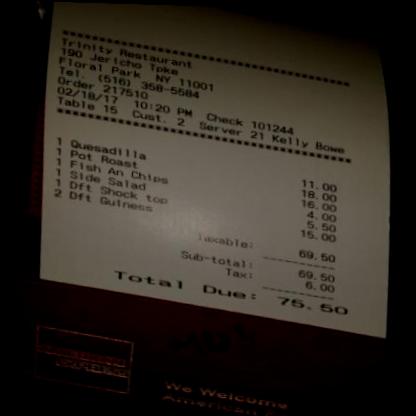 Trinity Restaurant
190 Jericho Tpke
Floral Park NY 11001
Tel. (516) 358-5584
Order 217510
02/18/17 10:20 PM Check 101244
Table 15 Cust. 2 Server 21 Kelly Bowe
1 Quesadilla 11.00
1 Pot Roast 18.00
1 Fish An Chips 16.00
1 Side Salad 4.00
1 Dft Shock top 5.50
2 Dft Guiness 15.00
Taxable: 69.50
Sub-total: 69.50
Tax: 6.00
Total Due: 75.50
We Welcome
American